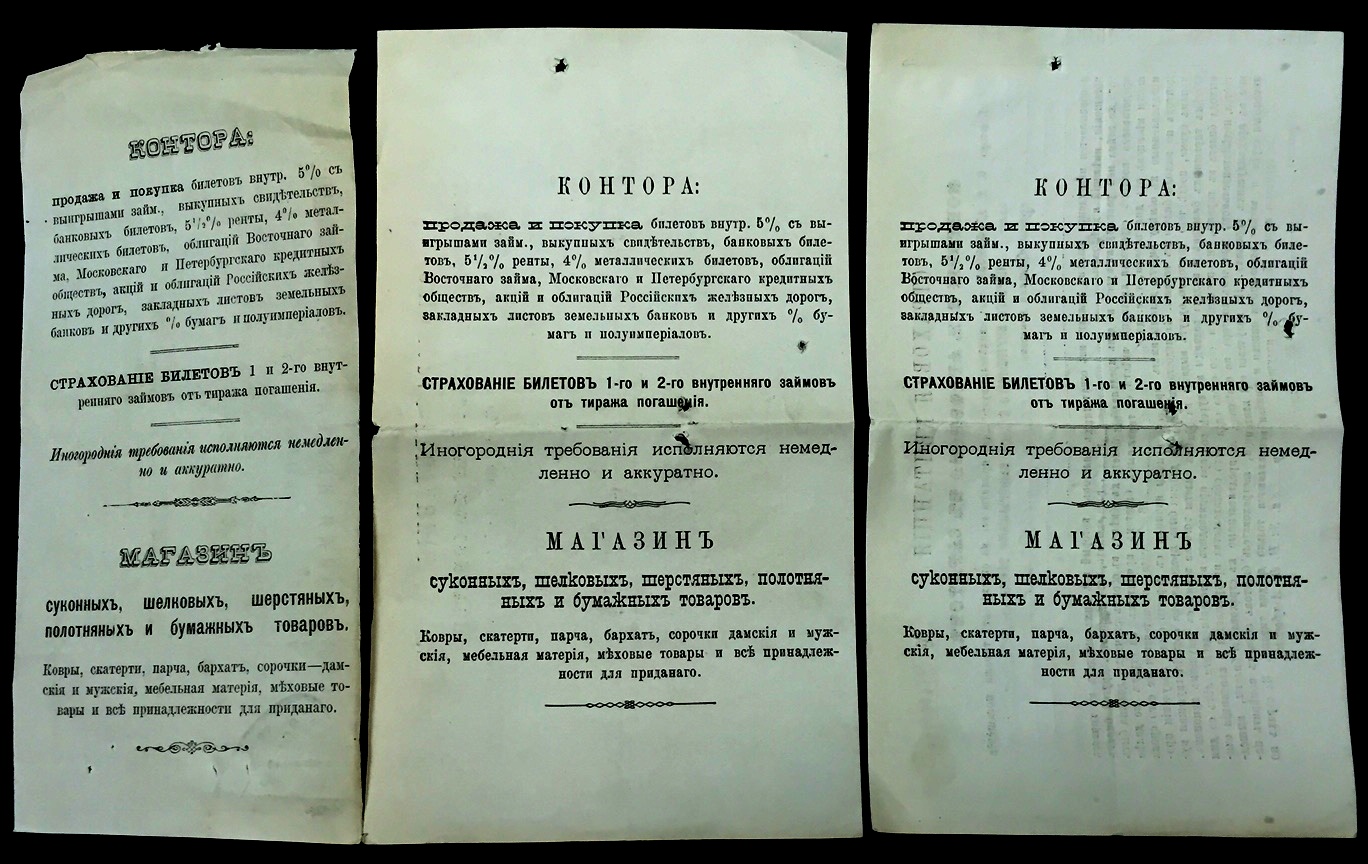 КОНТОРА:
продажа и покупка билетовъ внутр. 5% съ
выигрышами займ., выкупныхъ свидѣтельствъ,
банковыхъ билетовъ, 5½% ренты, 4% метал-
лическихъ билетовъ, облигацій Восточнаго зай-
ма, Московскаго и Петербургскаго кредитныхъ
обществъ, акцій и облигацій Россійскихъ желѣз-
ныхъ дорогъ, закладныхъ листовъ земельныхъ
банковъ и другихъ % бумагъ и полуимперіаловъ.
СТРАХОВАНІЕ БИЛЕТОВЪ 1 и 2-го внут-
ренняго займовъ отъ тиража погашенія.
Иногороднія требованія исполняются немедлен-
но и аккуратно.
МАГАЗИНЪ
суконныхъ, шелковыхъ, шерстяныхъ,
полотняныхъ и бумажныхъ товаровъ.
Ковры, скатерти, парча, бархатъ, сорочки—дам-
скія и мужскія, мебельная матерія, мѣховые то-
вары и всѣ принадлежности для приданаго.
КОНТОРА:
продажа и покупка билетовъ внутр. 5% съ вы-
игрышами займ., выкупныхъ свидѣтельствъ, банковыхъ биле-
товъ, 5½% ренты, 4% металлическихъ билетовъ, облигацій
Восточнаго займа, Московскаго и Петербургскаго кредитныхъ
обществъ, акцій и облигацій Россійскихъ желѣзныхъ дорогъ,
закладныхъ листовъ земельныхъ банковь и другихъ % бу-
магъ и полуимперіаловъ.
СТРАХОВАНІЕ БИЛЕТОВЪ 1-го и 2-го внутренняго займовъ
отъ тиража погашенія.
Иногороднія требованія исполняются немед-
ленно и аккуратно.
МАГАЗИНЪ
суконныхъ, шелковыхъ, шерстяныхъ, полотня-
ныхъ и бумажныхъ товаровъ.
Ковры, скатерти, парча, бархатъ, сорочки дамскія и муж-
скія, мебельная матерія, мѣховые товары и всѣ принадлеж-
ности для приданаго.
КОНТОРА:
продажа и покупка билетовъ внутр. 5% съ вы-
игрышами займ., выкупныхъ свидѣтельствъ, банковыхъ биле-
товъ, 5½% ренты, 4% металлическихъ билетовъ, облигацій
Восточнаго займа, Московскаго и Петербургскаго кредитныхъ
обществъ, акцій и облигацій Россійскихъ желѣзныхъ дорогъ,
закладныхъ листовъ земельныхъ банковь и другихъ % бу-
магъ и полуимперіаловъ.
СТРАХОВАНІЕ БИЛЕТОВЪ 1-го и 2-го внутренняго займовъ
отъ тиража погашенія.
Иногороднія требованія исполняются немед-
ленно и аккуратно.
МАГАЗИНЪ
суконныхъ, шелковыхъ, шерстяныхъ, полотня-
ныхъ и бумажныхъ товаровъ.
Ковры, скатерти, парча, бархатъ, сорочки дамскія и муж-
скія, мебельная матерія, мѣховые товары и всѣ принадлеж-
ности для приданаго.